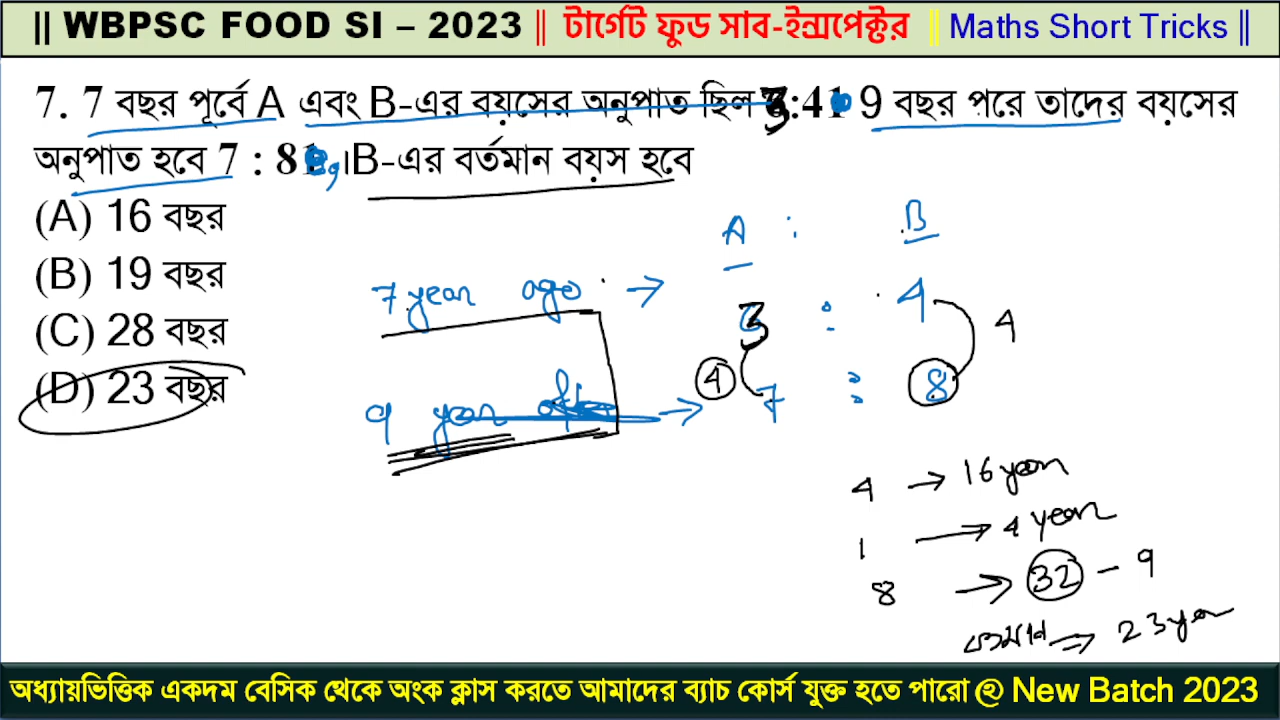 || WBPSC FOOD SI – 2023 || টার্গেট ফুড সাব-ইন্সপেক্টর || Maths Short Tricks ||
7. 7 বছর পূর্বে A এবং B-এর বয়সের অনুপাত ছিল 3:4। 9 বছর পরে তাদের বয়সের
অনুপাত হবে 7 : 8 ।B-এর বর্তমান বয়স হবে
(A) 16 বছর
(B) 19 বছর
(C) 28 বছর
(D) 23 বছর
A : B
7 year ago → 3 : 4
4
4
9 year after → 7 : 8
4 → 16 year
1 → 4 year
8 → 32 – 9
⇒ 23 year
অধ্যায়ভিত্তিক একদম বেসিক থেকে অংক ক্লাস করতে আমাদের ব্যাচ কোর্স যুক্ত হতে পারো @ New Batch 2023